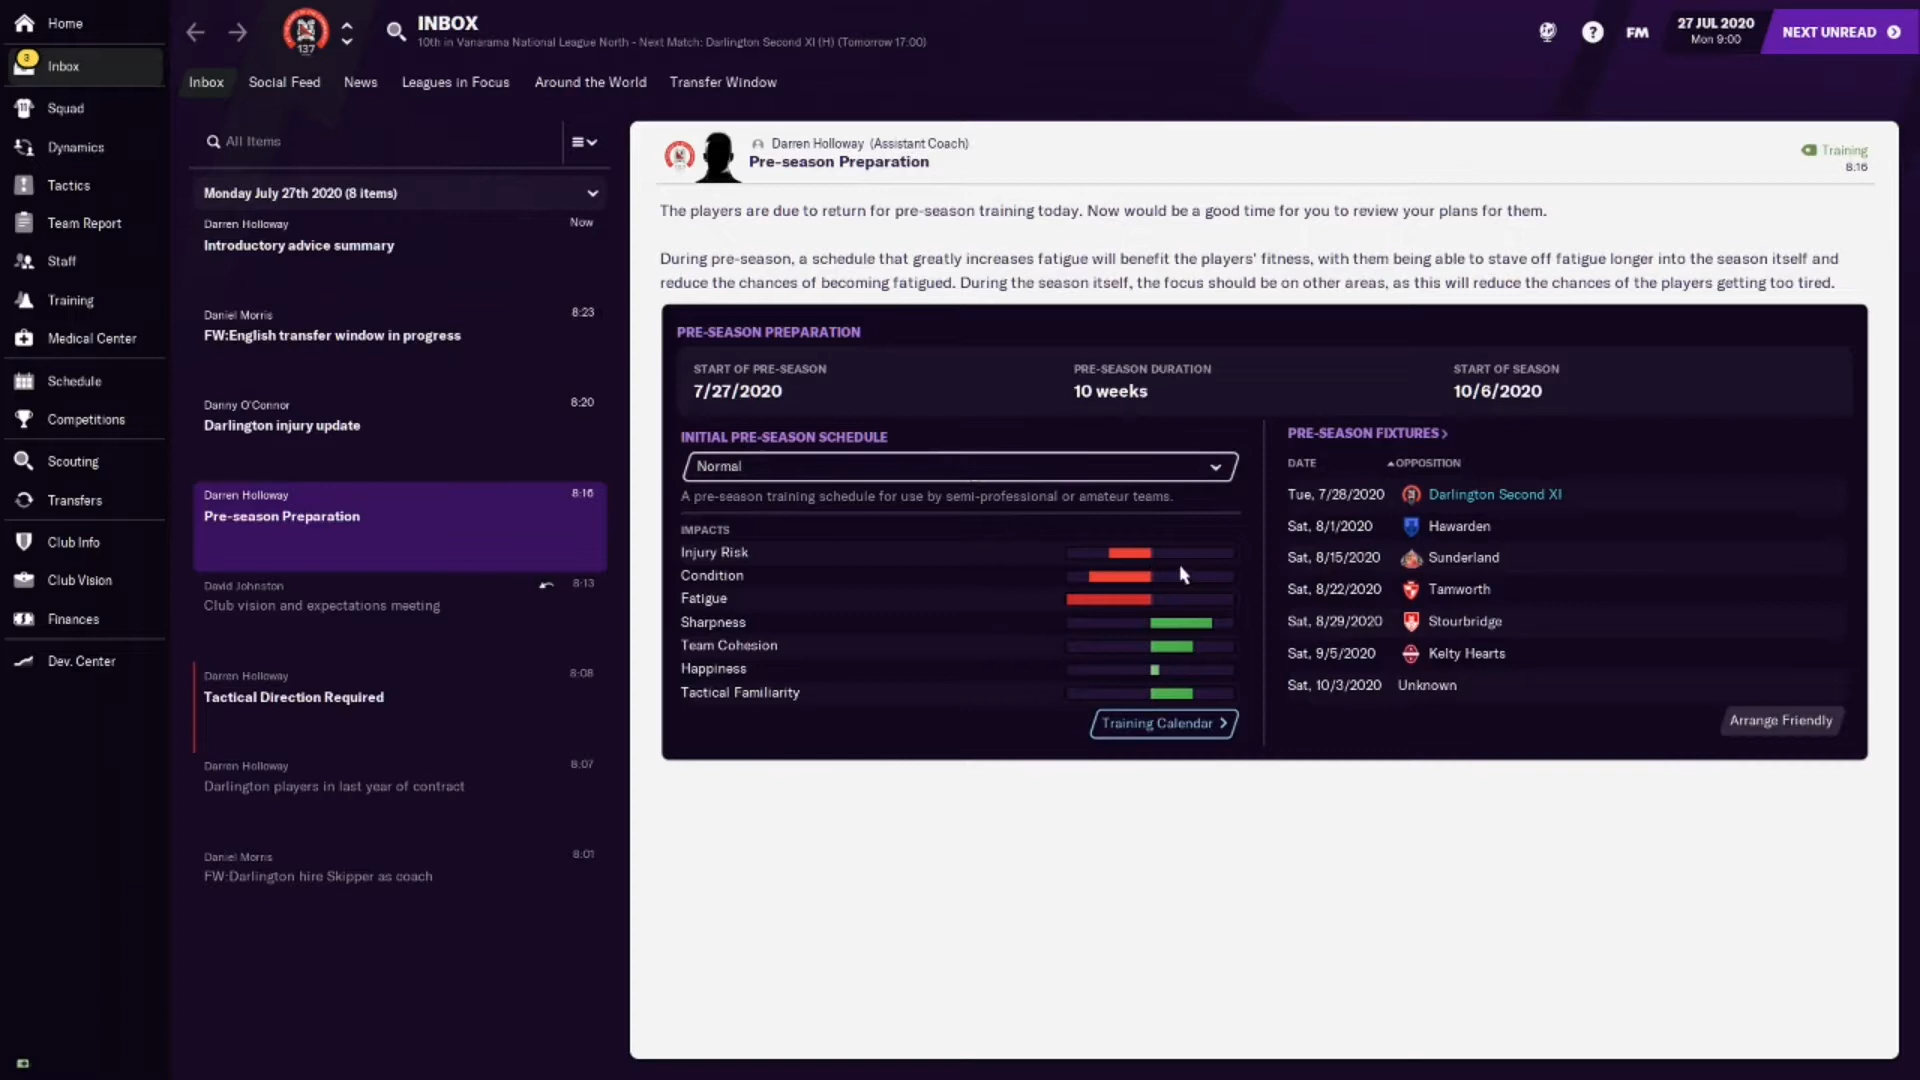 Home
3
Inbox
Squad
Dynamics
Tactics
Team Report
Staff
Training
Medical Center
Schedule
Competitions
Scouting
Transfers
Club Info
Club Vision
Finances
Dev. Center
137
INBOX
10th in Vanarama National League North - Next Match: Darlington Second XI (H) (Tomorrow 17:00)
?
FM
27 JUL 2020
Mon 9:00
NEXT UNREAD
Inbox
Social Feed
News
Leagues in Focus
Around the World
Transfer Window
All Items
Monday July 27th 2020 (8 items)
Darren Holloway
Now
Introductory advice summary
Daniel Morris
8:23
FW:English transfer window in progress
Danny O'Connor
8:20
Darlington injury update
Darren Holloway
8:16
Pre-season Preparation
David Johnston
8:13
Club vision and expectations meeting
Darren Holloway
8:08
Tactical Direction Required
Darren Holloway
8:07
Darlington players in last year of contract
Daniel Morris
8:01
FW:Darlington hire Skipper as coach
Darren Holloway (Assistant Coach)
Pre-season Preparation
Training
8:16
The players are due to return for pre-season training today. Now would be a good time for you to review your plans for them.
During pre-season, a schedule that greatly increases fatigue will benefit the players' fitness, with them being able to stave off fatigue longer into the season itself and
reduce the chances of becoming fatigued. During the season itself, the focus should be on other areas, as this will reduce the chances of the players getting too tired.
PRE-SEASON PREPARATION
START OF PRE-SEASON
7/27/2020
PRE-SEASON DURATION
10 weeks
START OF SEASON
10/6/2020
INITIAL PRE-SEASON SCHEDULE
Normal
A pre-season training schedule for use by semi-professional or amateur teams.
IMPACTS
Injury Risk
Condition
Fatigue
Sharpness
Team Cohesion
Happiness
Tactical Familiarity
Training Calendar >
PRE-SEASON FIXTURES>
DATE
OPPOSITION
Tue, 7/28/2020 Darlington Second XI
Sat, 8/1/2020 Hawarden
Sat, 8/15/2020 Sunderland
Sat, 8/22/2020 Tamworth
Sat, 8/29/2020 Stourbridge
Sat, 9/5/2020 Kelty Hearts
Sat, 10/3/2020 Unknown
Arrange Friendly